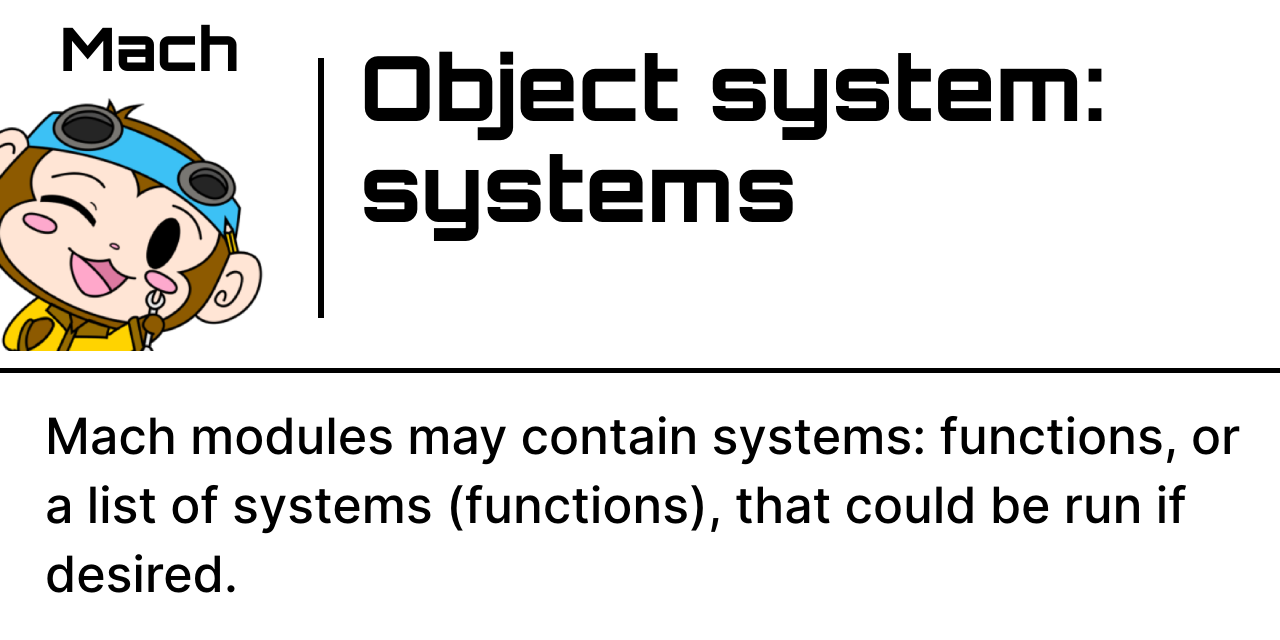 Mach
Object system:
systems
Mach modules may contain systems: functions, or
a list of systems (functions), that could be run if
desired.